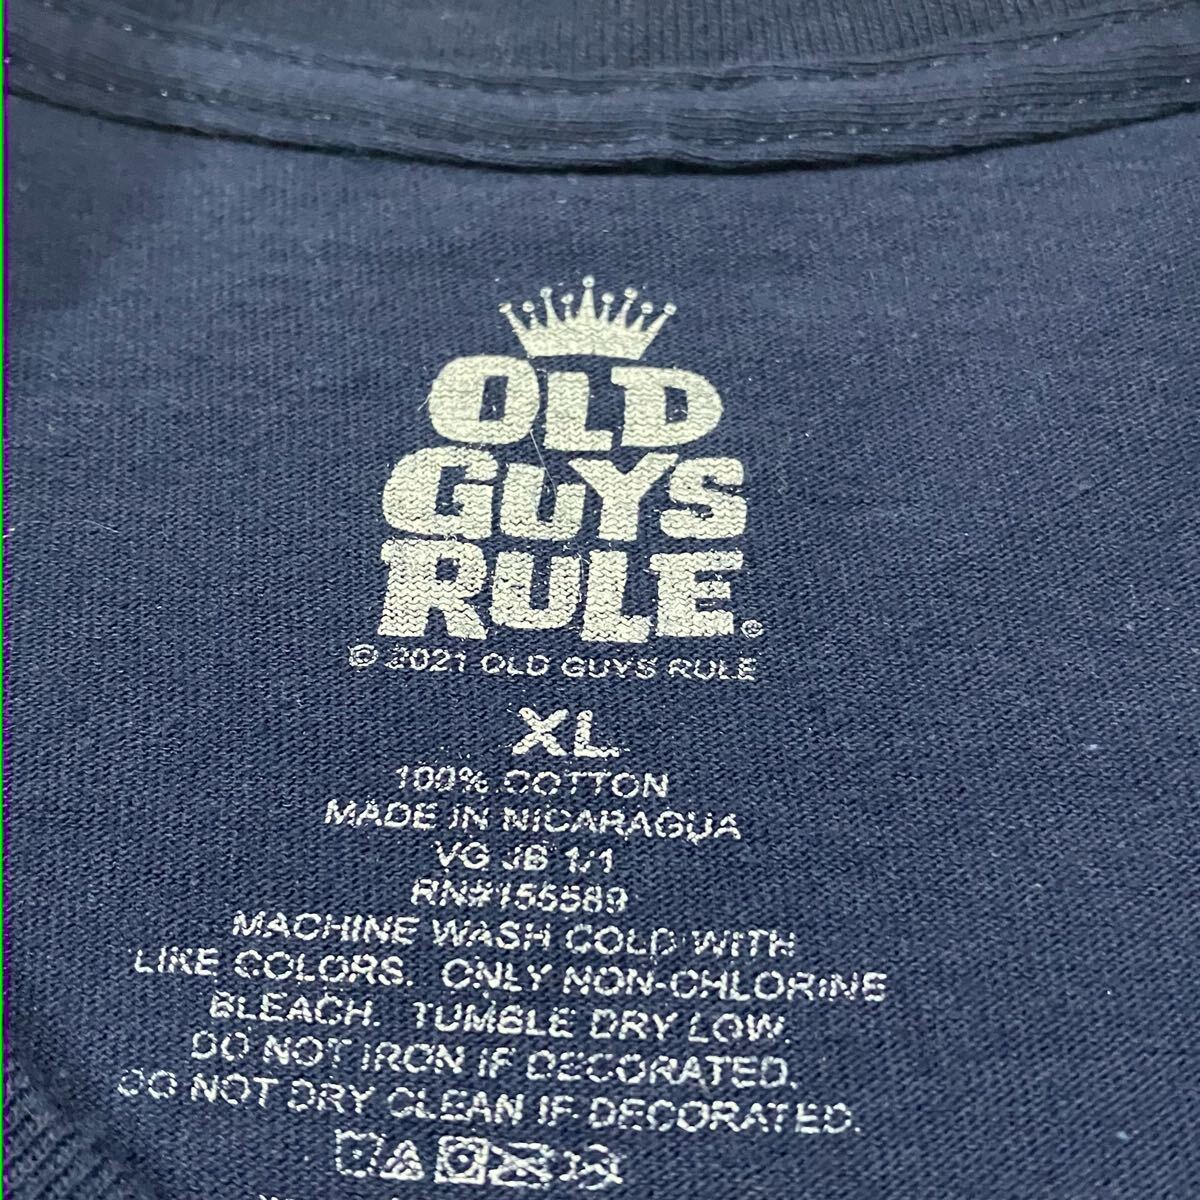 OLD
GUYS
RULE®
© 2021 OLD GUYS RULE
XL
100% COTTON
MADE IN NICARAGUA
VG JB 1/1
RN#155589
MACHINE WASH COLD WITH
LIKE COLORS. ONLY NON-CHLORINE
BLEACH. TUMBLE DRY LOW.
DO NOT IRON IF DECORATED.
DO NOT DRY CLEAN IF DECORATED.